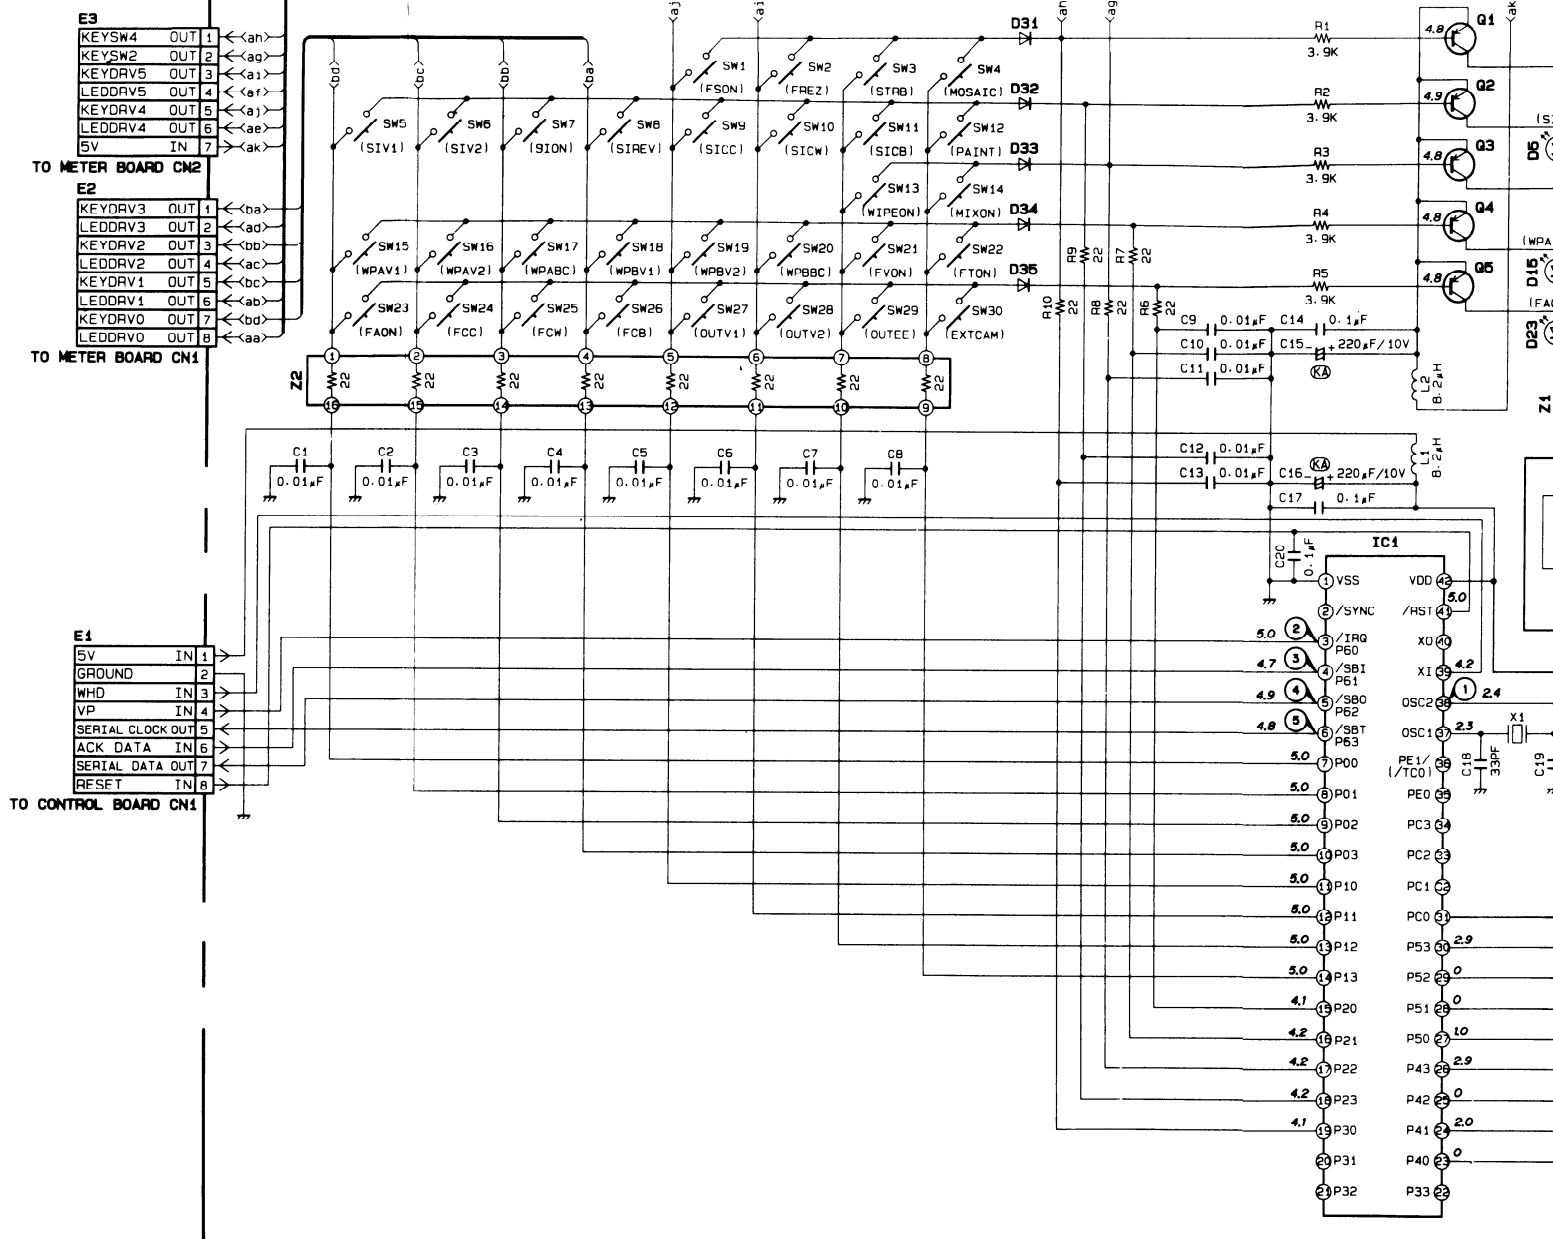 E3
KEYSW4 OUT 1 <ah>
KEYSW2 OUT 2 <ag>
KEYDRV5 OUT 3 <ai>
LEDDRV5 OUT 4 <af>
KEYDRV4 OUT 5 <aj>
LEDDRV4 OUT 6 <ae>
5V IN 7 <ak>
TO METER BOARD CN2
E2
KEYDRV3 OUT 1 <ba>
LEDDRV3 OUT 2 <ad>
KEYDRV2 OUT 3 <bb>
LEDDRV2 OUT 4 <ac>
KEYDRV1 OUT 5 <bc>
LEDDRV1 OUT 6 <ab>
KEYDRV0 OUT 7 <bd>
LEDDRV0 OUT 8 <aa>
TO METER BOARD CN1
bd bc bb ba aj ai ah ag ak
SW1 SW2 SW3 SW4
(FSON) (FREZ) (STRB) (MOSAIC)
SW5 SW6 SW7 SW8 SW9 SW10 SW11 SW12
(SIV1) (SIV2) (SION) (SIREV) (SICC) (SICW) (SICB) (PAINT)
SW13 SW14
(WIPEON) (MIXON)
SW15 SW16 SW17 SW18 SW19 SW20 SW21 SW22
(WPAV1) (WPAV2) (WPABC) (WPBV1) (WPBV2) (WPBBC) (FVON) (FTON)
SW23 SW24 SW25 SW26 SW27 SW28 SW29 SW30
(FAON) (FCC) (FCW) (FCB) (OUTV1) (OUTV2) (OUTEE) (EXTCAM)
D31 R1 3.9K 4.8 Q1
D32 R2 3.9K 4.9 Q2
D33 R3 3.9K 4.8 Q3
D34 R4 3.9K 4.8 Q4
D35 R5 3.9K 4.8 Q5
D15
D23
Z1
R9 22 R7 22
R10 22 R8 22 R6 22
C9 0.01μF C14 0.1μF
C10 0.01μF C15 - + 220μF/10V
C11 0.01μF KA
L2 8.2μH
Z2
1 2 3 4 5 6 7 8
22 22 22 22 22 22 22 22
16 15 14 13 12 11 10 9
C1 C2 C3 C4 C5 C6 C7 C8
0.01μF 0.01μF 0.01μF 0.01μF 0.01μF 0.01μF 0.01μF 0.01μF
C12 0.01μF KA
C13 0.01μF C16 - + 220μF/10V
C17 0.1μF
L1 8.2μH
C20 0.1μF
IC1
1 VSS VDD 42
5.0
2 /SYNC /RST 41
5.0 2 3 /IRQ P60 XO 40
4.7 3 4 /SBI P61 XI 39 4.2
4.9 4 5 /SBO P62 OSC2 38 1 2.4
4.8 5 6 /SBT P63 OSC1 37 2.3 X1
5.0 7 P00 PE1/ (/TC0) 36
C18 33PF C19
5.0 8 P01 PE0 35
5.0 9 P02 PC3 34
5.0 10 P03 PC2 33
5.0 11 P10 PC1 32
5.0 12 P11 PC0 31
5.0 13 P12 P53 30 2.9
5.0 14 P13 P52 29 0
4.1 15 P20 P51 28 0
4.2 16 P21 P50 27 1.0
4.2 17 P22 P43 26 2.9
4.2 18 P23 P42 25 0
4.1 19 P30 P41 24 2.0
20 P31 P40 23 0
21 P32 P33 22
E1
5V IN 1
GROUND 2
WHD IN 3
VP IN 4
SERIAL CLOCK OUT 5
ACK DATA IN 6
SERIAL DATA OUT 7
RESET IN 8
TO CONTROL BOARD CN1